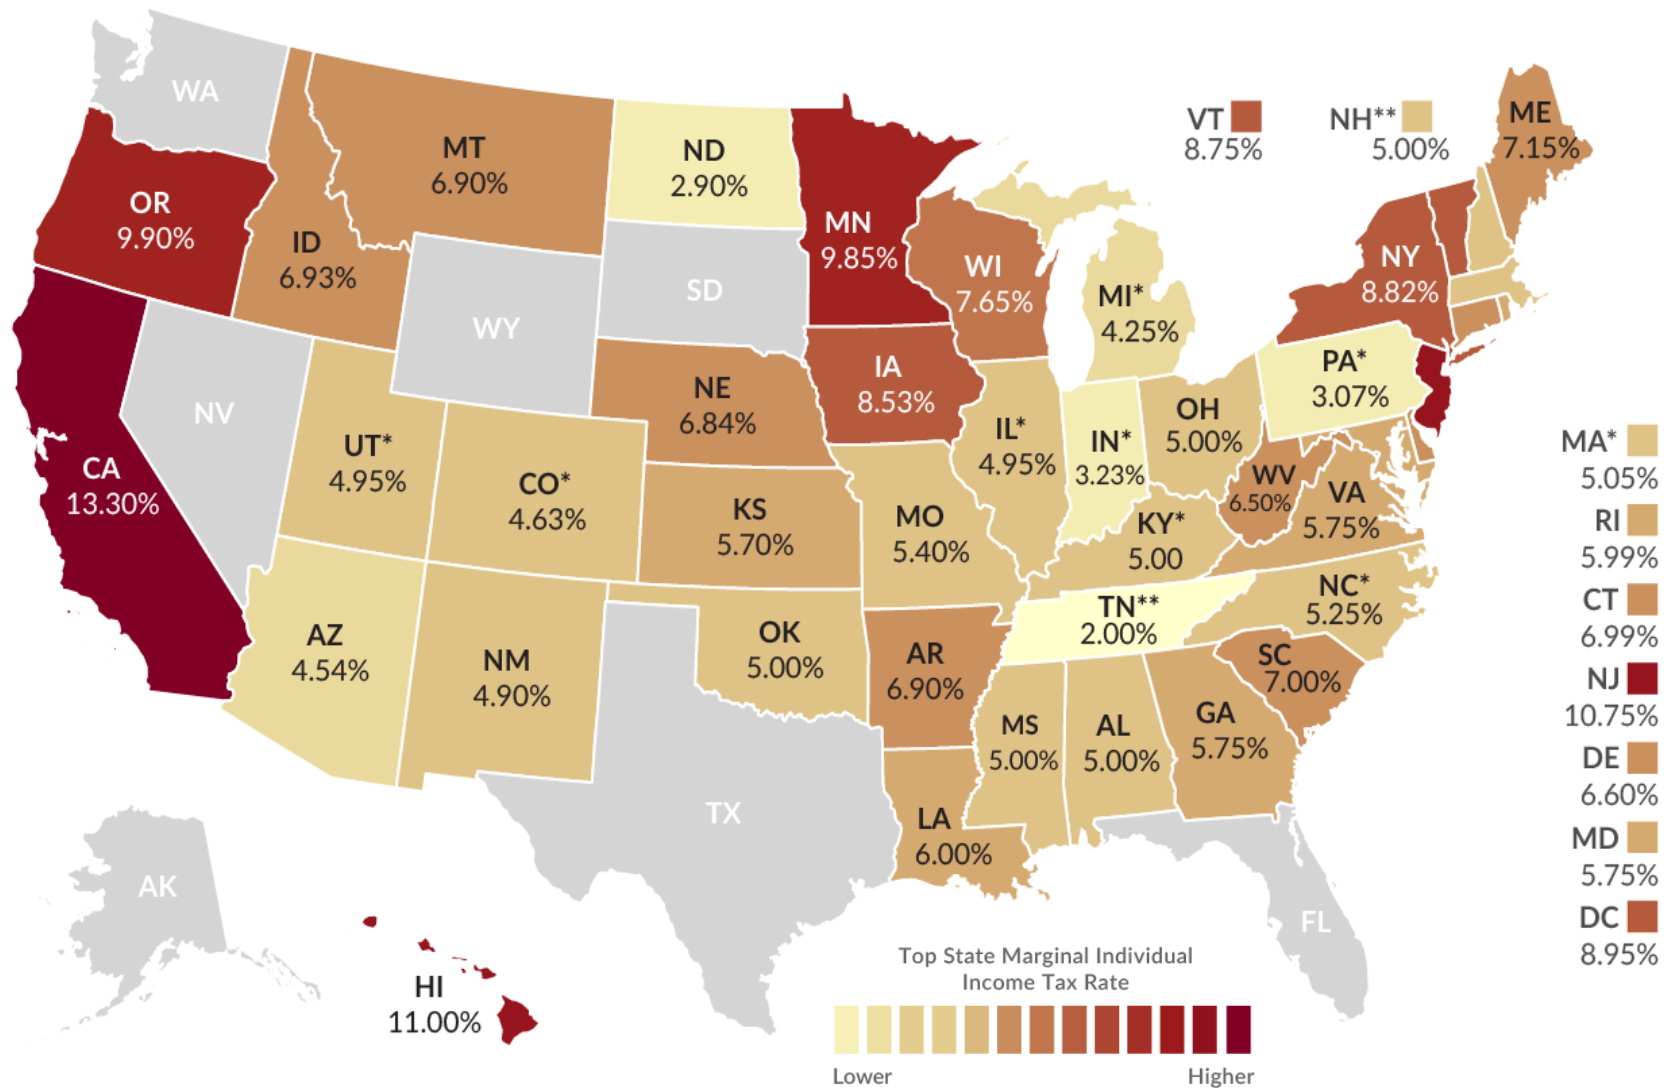 WA
VT
8.75%
NH**
5.00%
ME
7.15%
MT
6.90%
ND
2.90%
OR
9.90%
MN
9.85%
ID
6.93%
WI
7.65%
NY
8.82%
SD
MI*
4.25%
WY
IA
8.53%
PA*
3.07%
NE
6.84%
NV
OH
5.00%
UT*
4.95%
IL*
4.95%
IN*
3.23%
MA*
5.05%
CA
13.30%
CO*
4.63%
WV
6.50%
VA
5.75%
KS
5.70%
MO
5.40%
KY*
5.00
RI
5.99%
NC*
5.25%
TN**
2.00%
CT
6.99%
AZ
4.54%
NM
4.90%
OK
5.00%
AR
6.90%
SC
7.00%
NJ
10.75%
MS
5.00%
AL
5.00%
GA
5.75%
DE
6.60%
TX
LA
6.00%
MD
5.75%
AK
FL
DC
8.95%
HI
11.00%
Top State Marginal Individual
Income Tax Rate
Lower
Higher